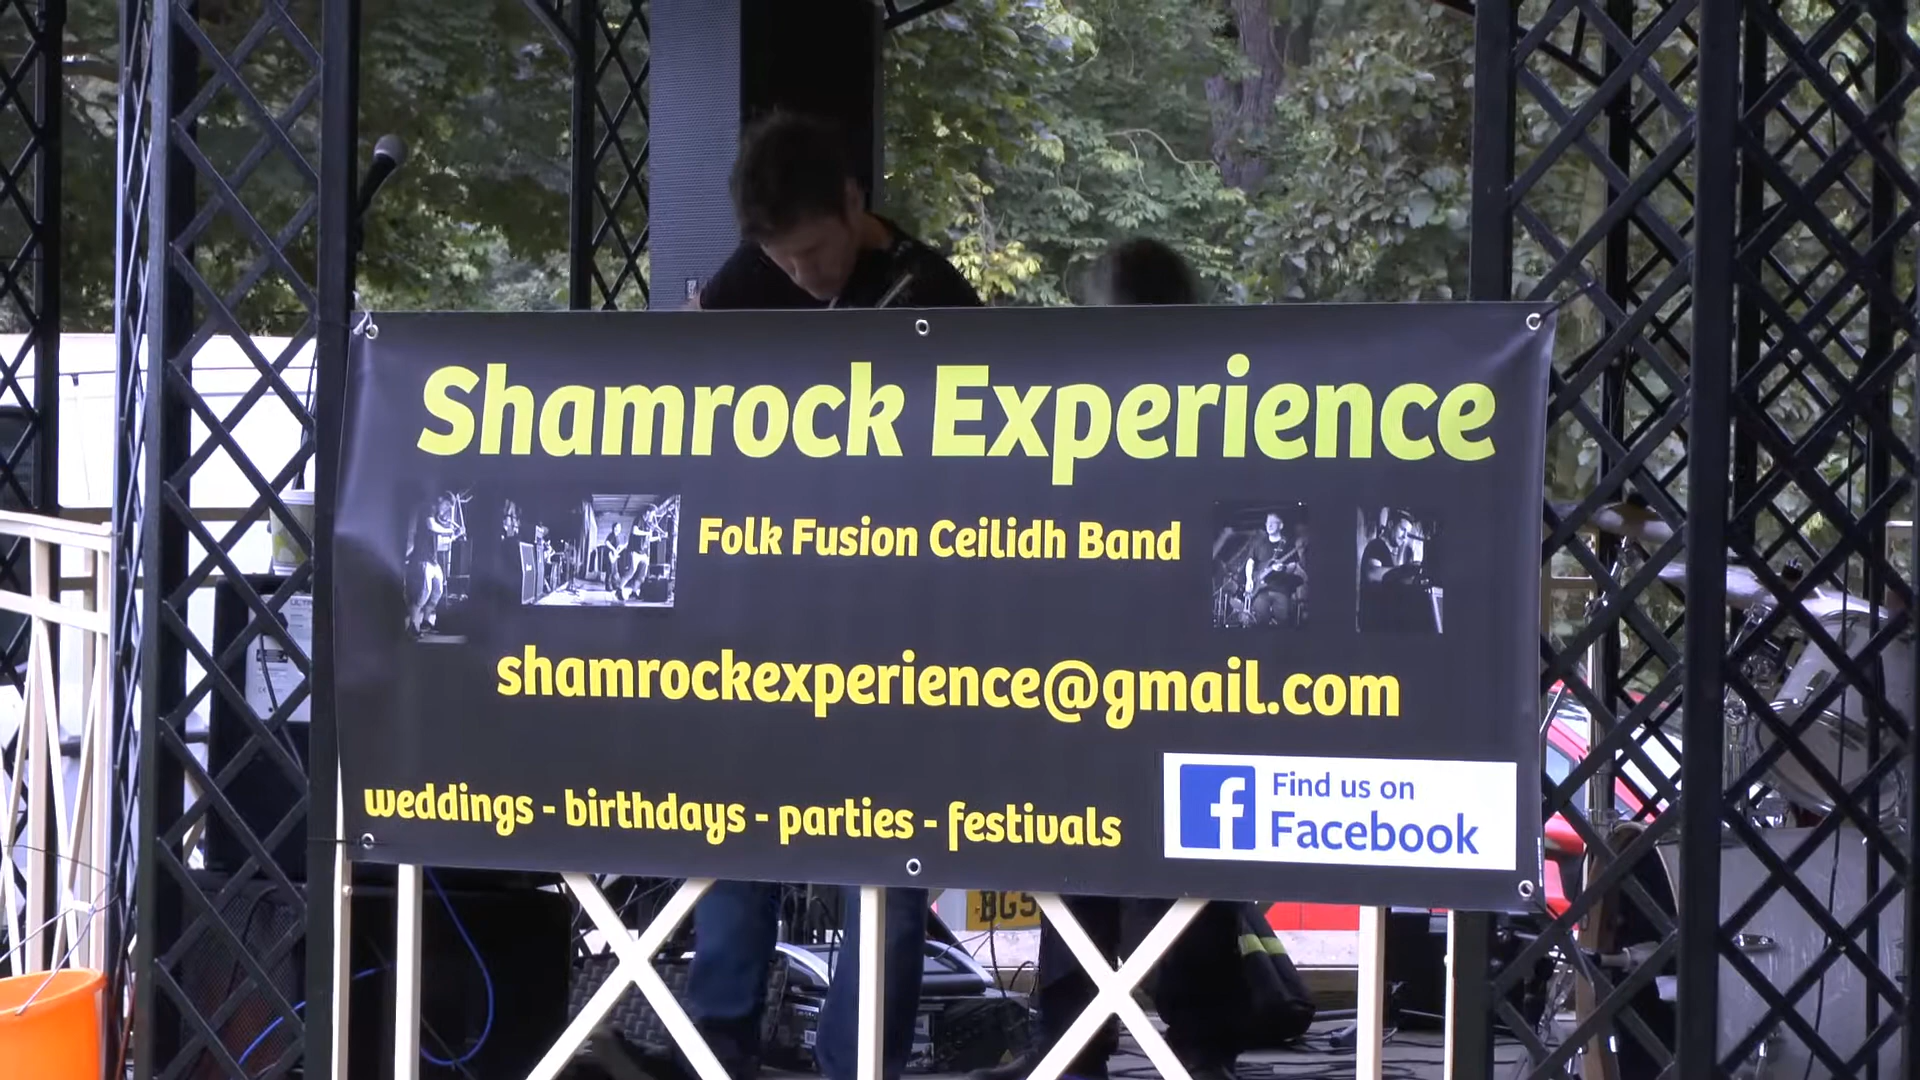 Shamrock Experience
Folk Fusion Ceilidh Band
shamrockexperience@gmail.com
weddings - birthdays - parties - festivals
f Find us on
Facebook